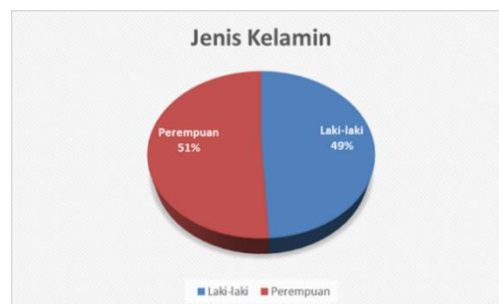 Jenis Kelamin
Perempuan
51%
Laki-laki
49%
Laki-laki Perempuan